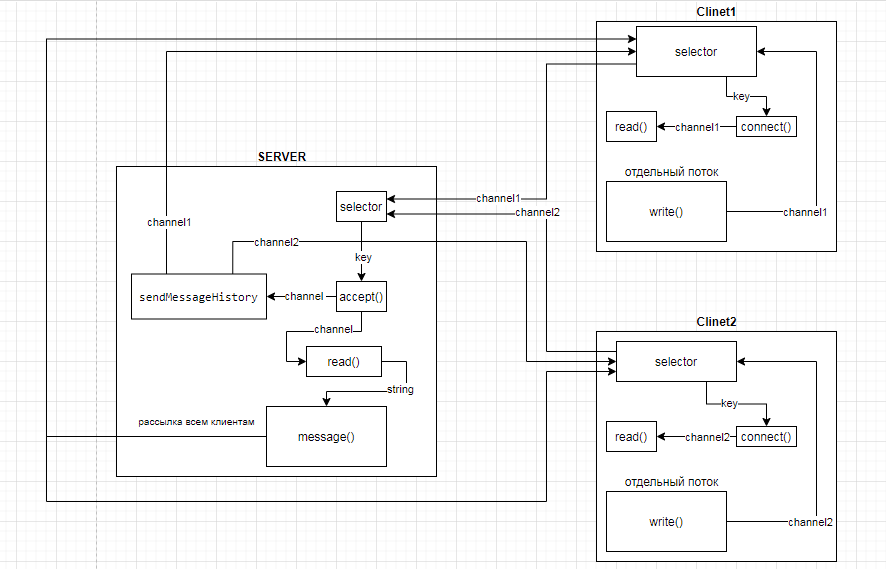 Clinet1
selector
key
read()
channel1
connect()
отдельный поток
write()
channel1
SERVER
selector
channel1
channel2
channel1
channel2
key
sendMessageHistory
channel
accept()
channel
read()
string
рассылка всем клиентам
message()
Clinet2
selector
key
read()
channel2
connect()
отдельный поток
write()
channel2